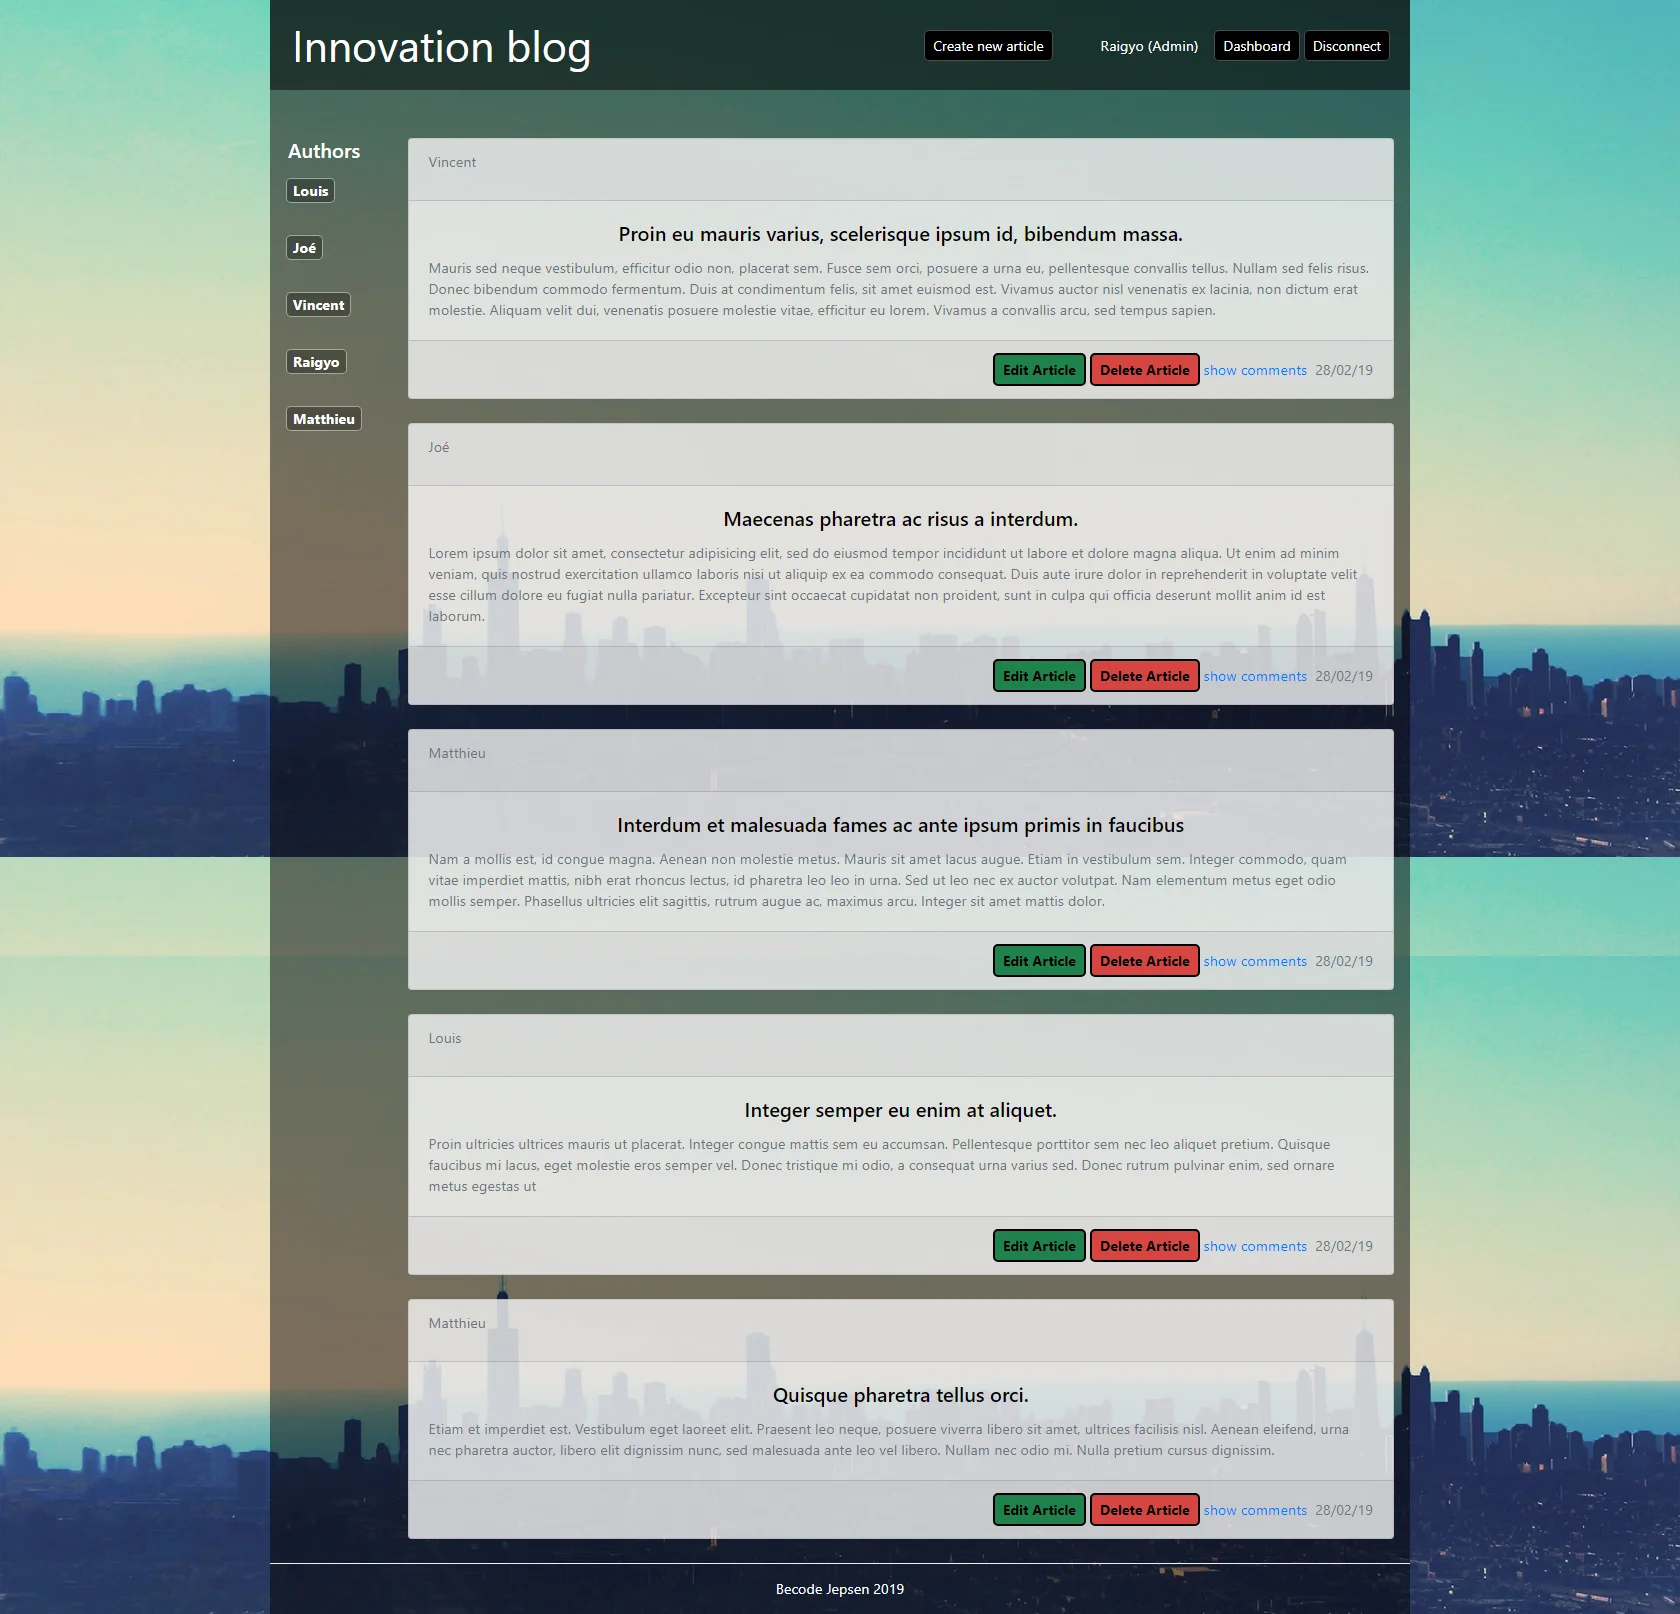 Innovation blog
Create new article
Raigyo (Admin)
Dashboard
Disconnect
Authors
Louis
Joé
Vincent
Raigyo
Matthieu
Vincent
Proin eu mauris varius, scelerisque ipsum id, bibendum massa.
Mauris sed neque vestibulum, efficitur odio non, placerat sem. Fusce sem orci, posuere a urna eu, pellentesque convallis tellus. Nullam sed felis risus.
Donec bibendum commodo fermentum. Duis at condimentum felis, sit amet euismod est. Vivamus auctor nisl venenatis ex lacinia, non dictum erat
molestie. Aliquam velit dui, venenatis posuere molestie vitae, efficitur eu lorem. Vivamus a convallis arcu, sed tempus sapien.
Edit Article Delete Article show comments 28/02/19
Joé
Maecenas pharetra ac risus a interdum.
Lorem ipsum dolor sit amet, consectetur adipisicing elit, sed do eiusmod tempor incididunt ut labore et dolore magna aliqua. Ut enim ad minim
veniam, quis nostrud exercitation ullamco laboris nisi ut aliquip ex ea commodo consequat. Duis aute irure dolor in reprehenderit in voluptate velit
esse cillum dolore eu fugiat nulla pariatur. Excepteur sint occaecat cupidatat non proident, sunt in culpa qui officia deserunt mollit anim id est
laborum.
Edit Article Delete Article show comments 28/02/19
Matthieu
Interdum et malesuada fames ac ante ipsum primis in faucibus
Nam a mollis est, id congue magna. Aenean non molestie metus. Mauris sit amet lacus augue. Etiam in vestibulum sem. Integer commodo, quam
vitae imperdiet mattis, nibh erat rhoncus lectus, id pharetra leo leo in urna. Sed ut leo nec ex auctor volutpat. Nam elementum metus eget odio
mollis semper. Phasellus ultricies elit sagittis, rutrum augue ac, maximus arcu. Integer sit amet mattis dolor.
Edit Article Delete Article show comments 28/02/19
Louis
Integer semper eu enim at aliquet.
Proin ultricies ultrices mauris ut placerat. Integer congue mattis sem eu accumsan. Pellentesque porttitor sem nec leo aliquet pretium. Quisque
faucibus mi lacus, eget molestie eros semper vel. Donec tristique mi odio, a consequat urna varius sed. Donec rutrum pulvinar enim, sed ornare
metus egestas ut
Edit Article Delete Article show comments 28/02/19
Matthieu
Quisque pharetra tellus orci.
Etiam et imperdiet est. Vestibulum eget laoreet elit. Praesent leo neque, posuere viverra libero sit amet, ultrices facilisis nisl. Aenean eleifend, urna
nec pharetra auctor, libero elit dignissim nunc, sed malesuada ante leo vel libero. Nullam nec odio mi. Nulla pretium cursus dignissim.
Edit Article Delete Article show comments 28/02/19
Becode Jepsen 2019